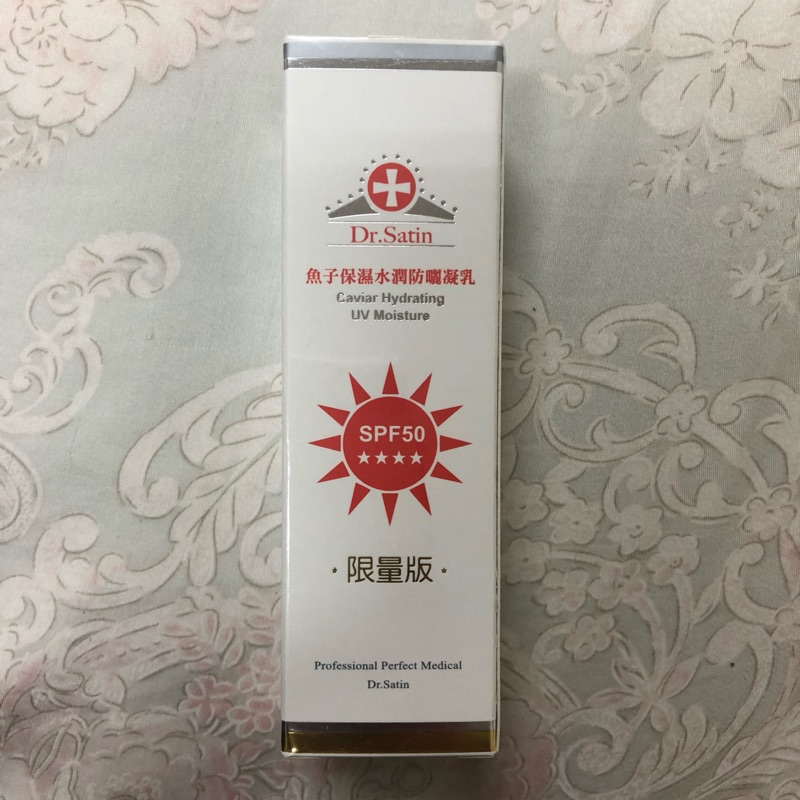 Dr.Satin
魚子保濕水潤防曬凝乳
Caviar Hydrating
UV Moisture
SPF50
★★★★
·限量版·
Professional Perfect Medical
Dr.Satin